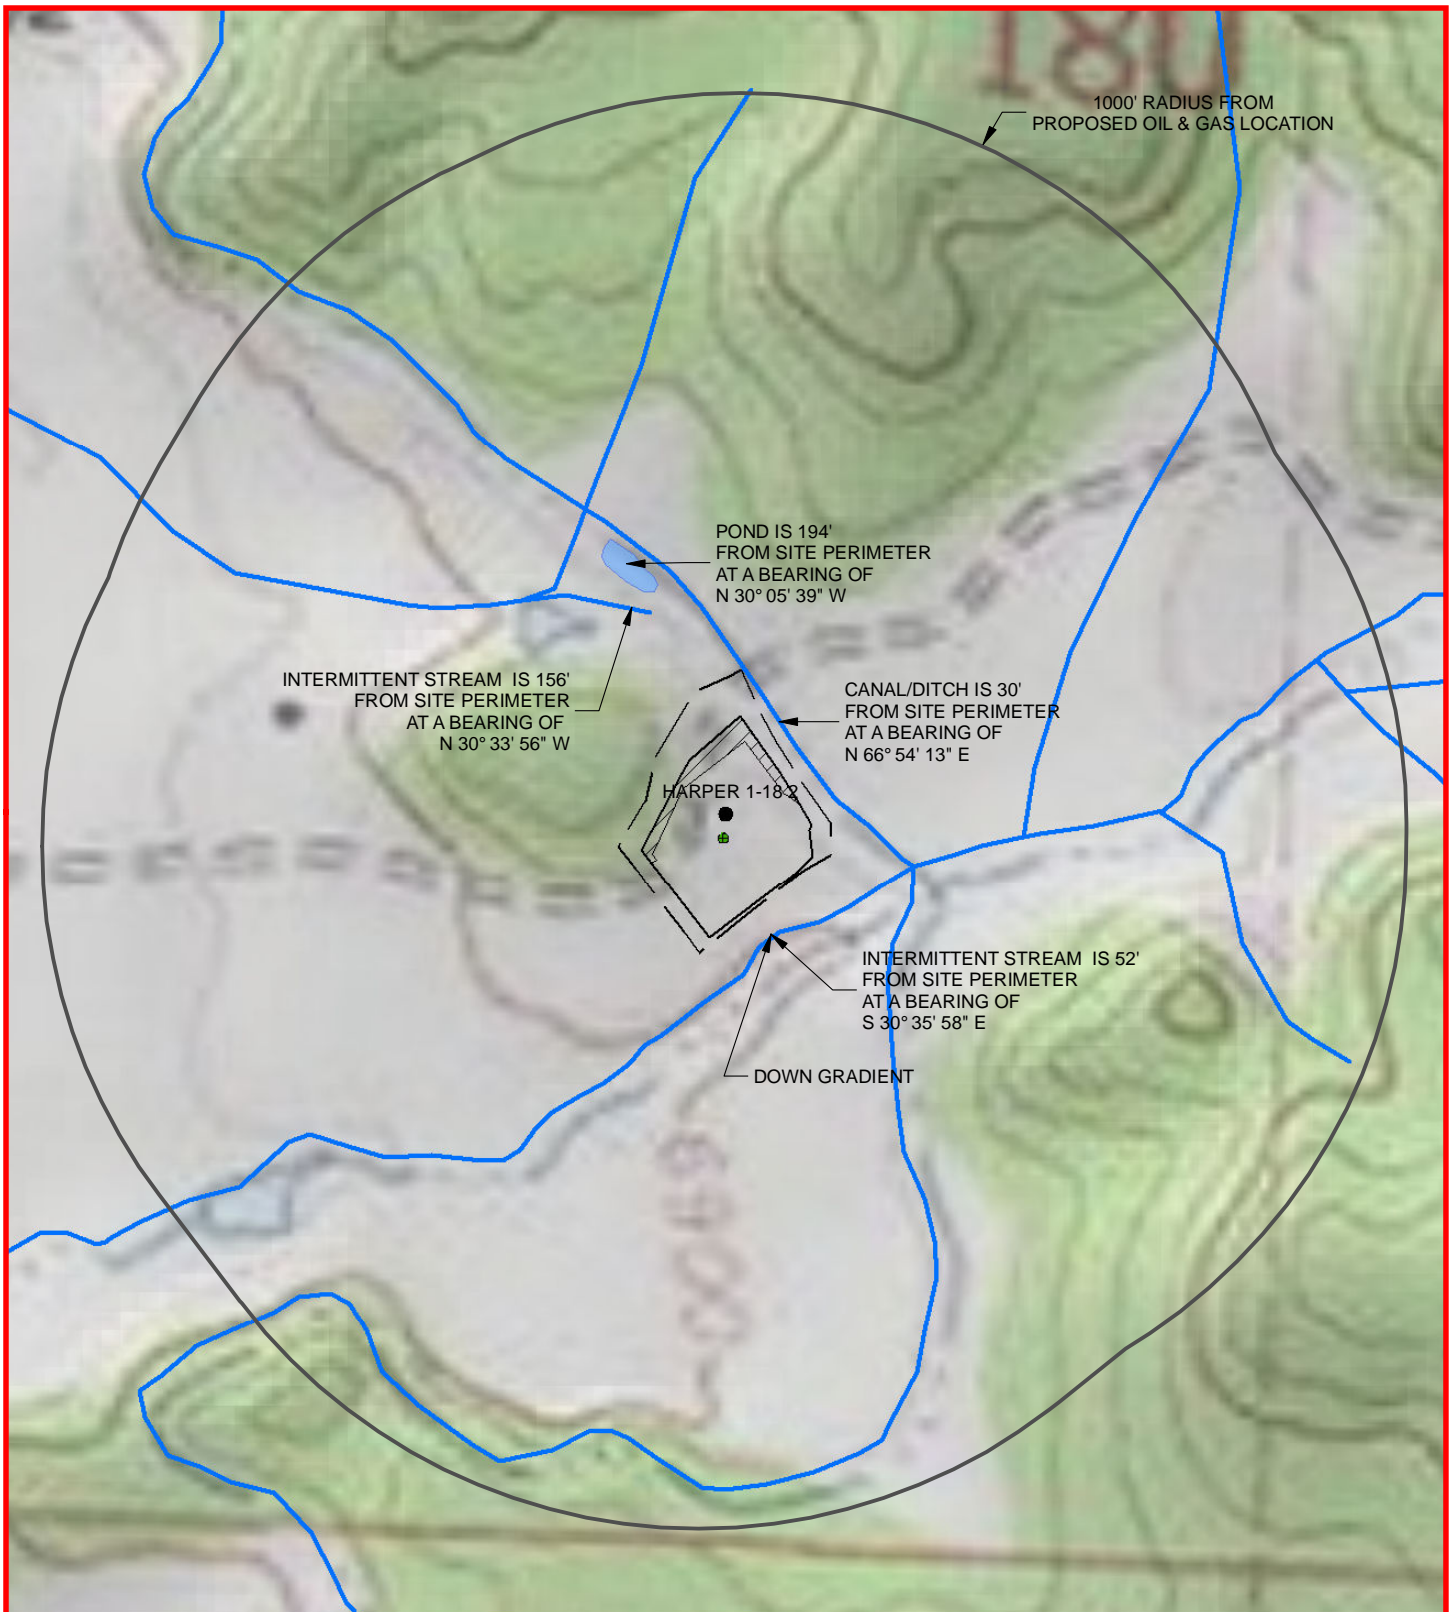 180
1000' RADIUS FROM
PROPOSED OIL & GAS LOCATION
POND IS 194'
FROM SITE PERIMETER
AT A BEARING OF
N 30° 05' 39" W
INTERMITTENT STREAM IS 156'
FROM SITE PERIMETER
AT A BEARING OF
N 30° 33' 56" W
CANAL/DITCH IS 30'
FROM SITE PERIMETER
AT A BEARING OF
N 66° 54' 13" E
HARPER 1-18-2
INTERMITTENT STREAM IS 52'
FROM SITE PERIMETER
AT A BEARING OF
S 30° 35' 58" E
DOWN GRADIENT